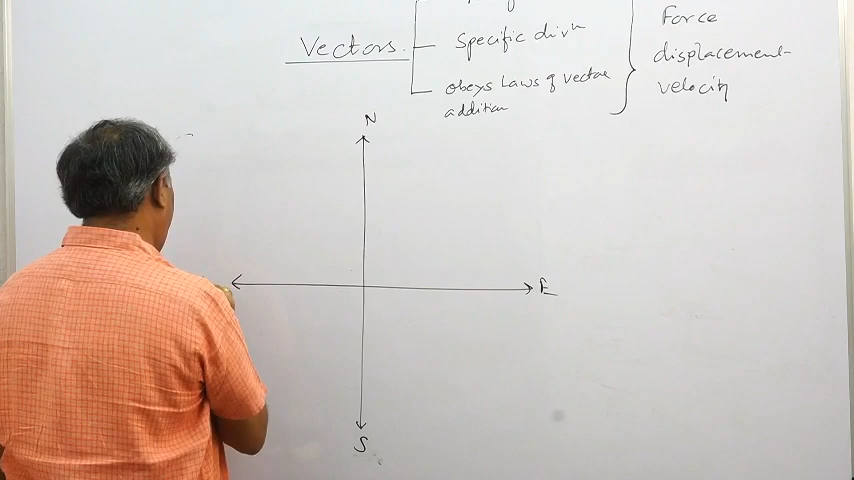 Vectors.
Specific dirn
obeys Laws of vector
addition
Force
displacement
velocity
N
E
S